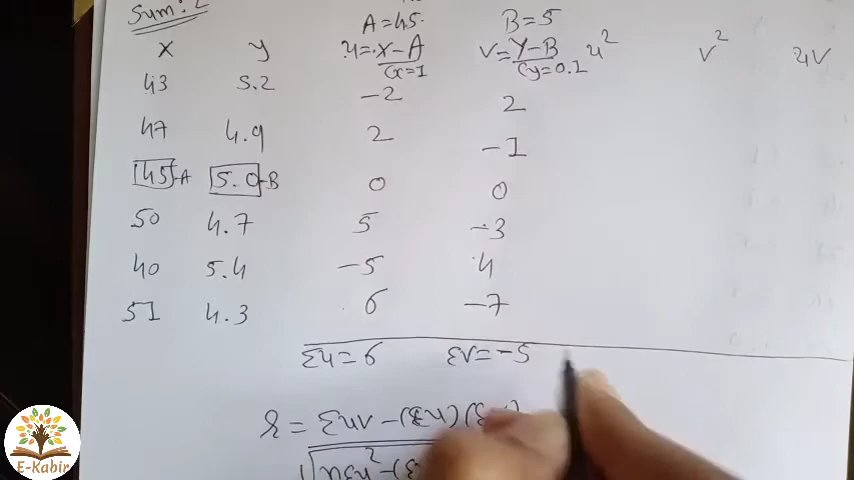 Sum: 2
A=45. B=5
x y u=x-A/Cx=1 v=Y-B/Cy=0.1 u² v² uv
43 5.2 -2 2
47 4.9 2 -1
45-A 5.0-B 0 0
50 4.7 5 -3
40 5.4 -5 4
51 4.3 6 -7
Σu=6 Σv=-5
r = Σuv-(Σu)(Σv)
E-Kabir